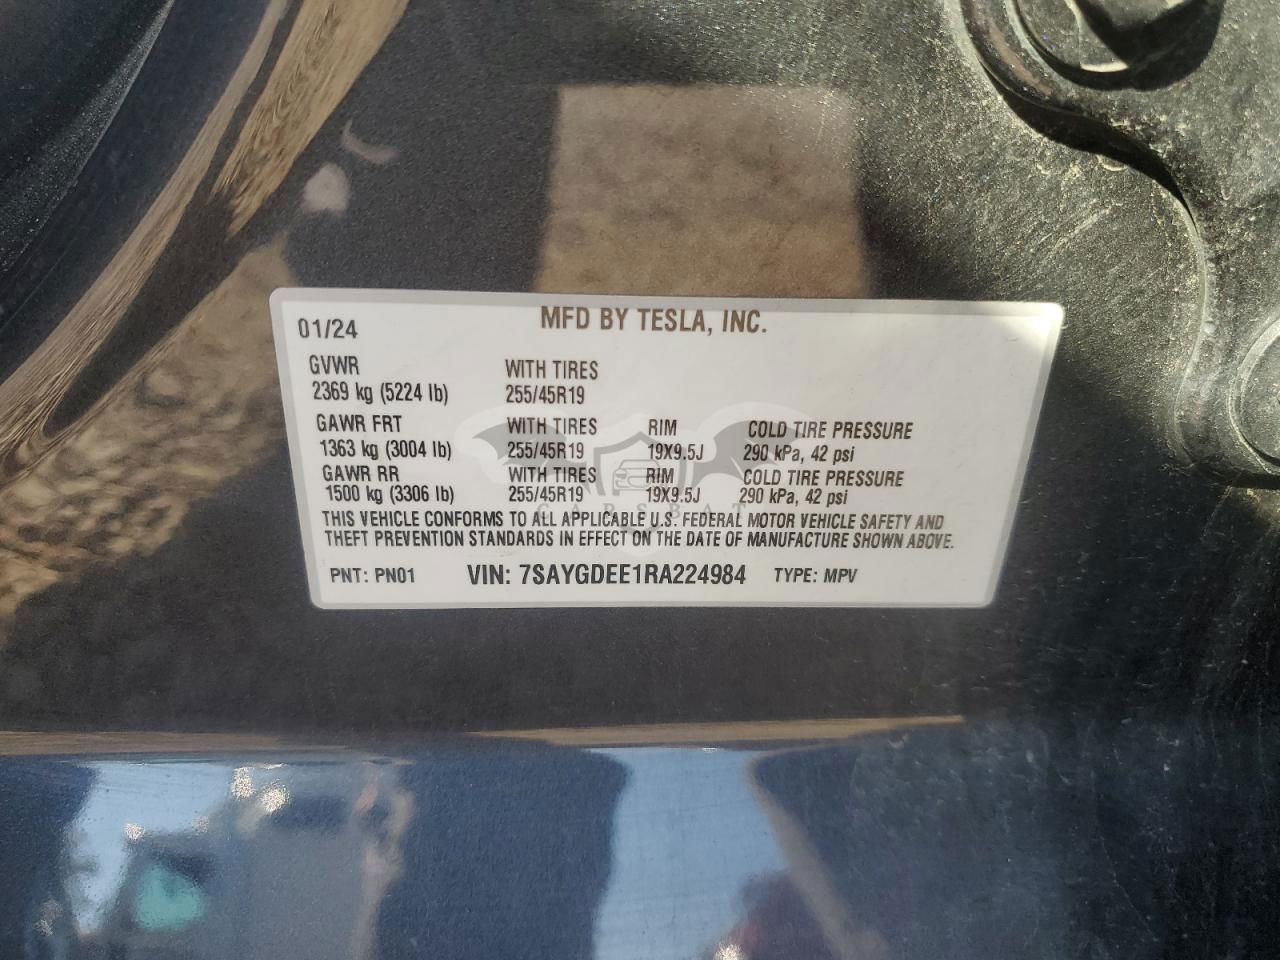 01/24 MFD BY TESLA, INC.
GVWR WITH TIRES
2369 kg (5224 lb) 255/45R19
GAWR FRT WITH TIRES RIM COLD TIRE PRESSURE
1363 kg (3004 lb) 255/45R19 19X9.5J 290 kPa, 42 psi
GAWR RR WITH TIRES RIM COLD TIRE PRESSURE
1500 kg (3306 lb) 255/45R19 19X9.5J 290 kPa, 42 psi
CARSBAT
THIS VEHICLE CONFORMS TO ALL APPLICABLE U.S. FEDERAL MOTOR VEHICLE SAFETY AND
THEFT PREVENTION STANDARDS IN EFFECT ON THE DATE OF MANUFACTURE SHOWN ABOVE.
PNT: PN01 VIN: 7SAYGDEE1RA224984 TYPE: MPV